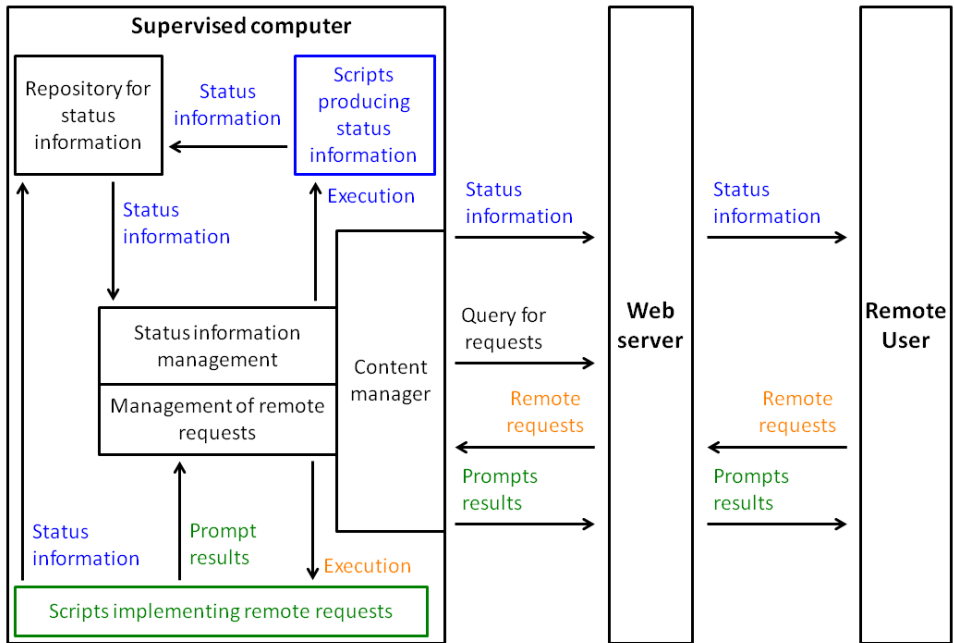 Supervised computer
Repository for
status
information
Status
information
Scripts
producing
status
information
Status
information
Execution
Status information
management
Management of remote
requests
Content
manager
Status
information
Prompt
results
Execution
Scripts implementing remote requests
Status
information
Query for
requests
Remote
requests
Prompts
results
Web
server
Status
information
Remote
requests
Prompts
results
Remote
User